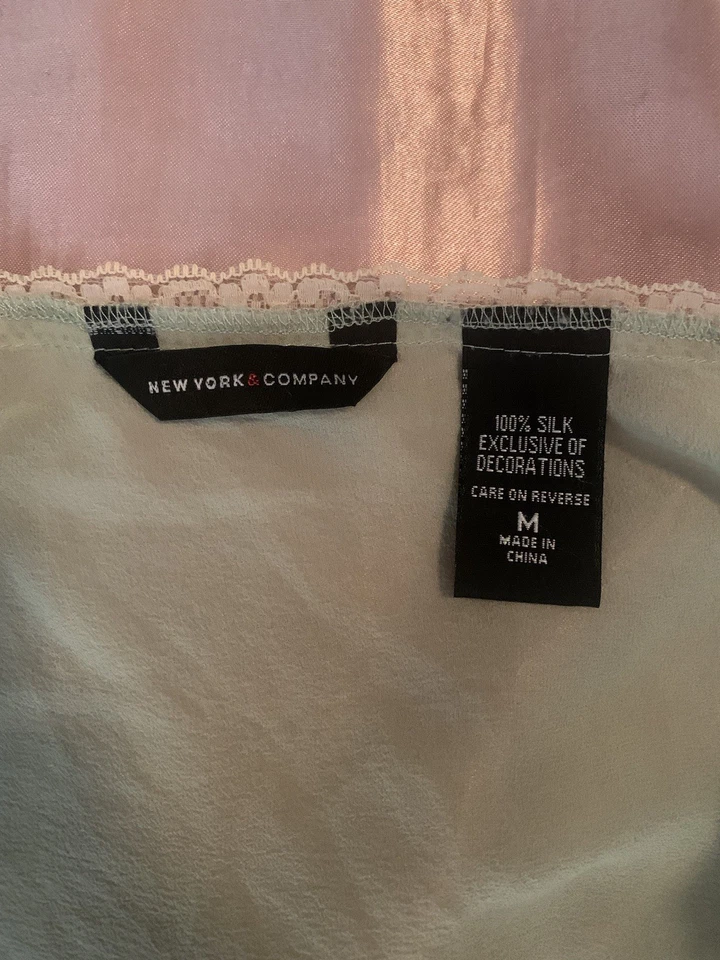 NEW YORK&COMPANY
100% SILK
EXCLUSIVE OF
DECORATIONS
CARE ON REVERSE
M
MADE IN
CHINA